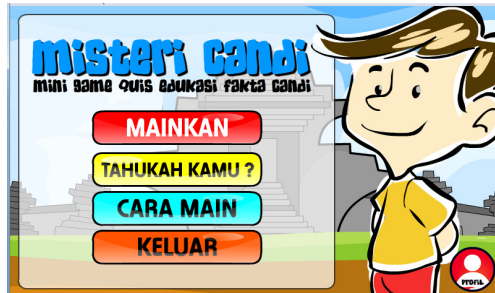 misteri candi
mini game quis edukasi fakta candi
MAINKAN
TAHUKAH KAMU ?
CARA MAIN
KELUAR
PROFIL